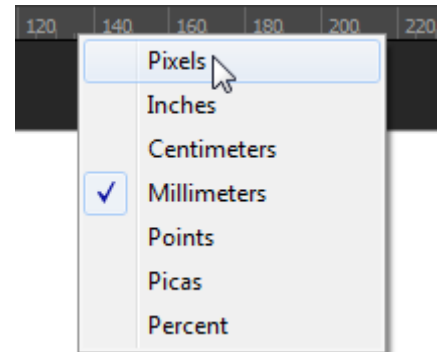 120 140 160 180 200 220
Pixels
Inches
Centimeters
Millimeters
Points
Picas
Percent